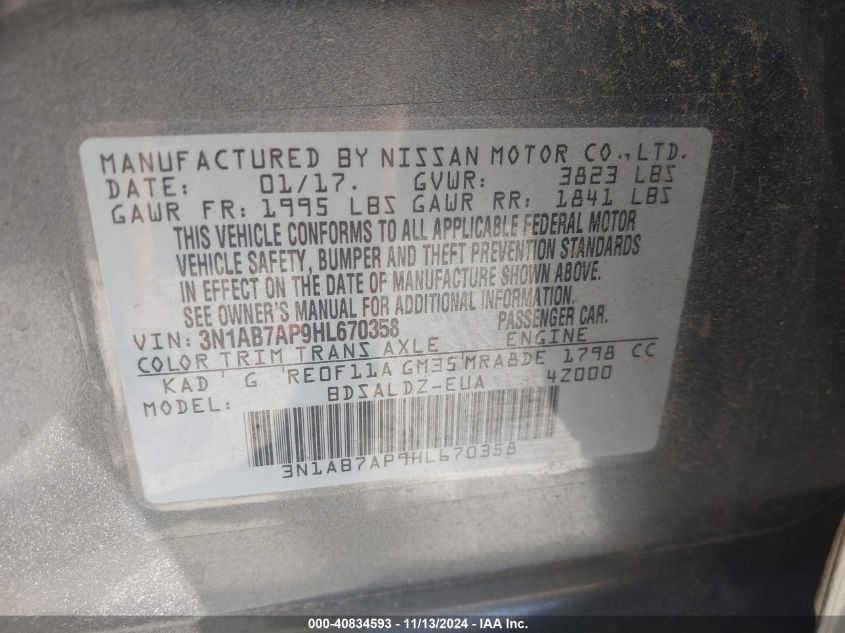 MANUFACTURED BY NISSAN MOTOR CO., LTD.
DATE: 01/17. GVWR: 3823 LBS
GAWR FR: 1995 LBS GAWR RR: 1841 LBS
THIS VEHICLE CONFORMS TO ALL APPLICABLE FEDERAL MOTOR
VEHICLE SAFETY, BUMPER AND THEFT PREVENTION STANDARDS
IN EFFECT ON THE DATE OF MANUFACTURE SHOWN ABOVE.
SEE OWNER'S MANUAL FOR ADDITIONAL INFORMATION.
VIN: 3N1AB7AP9HL670358 PASSENGER CAR.
COLOR TRIM TRANS AXLE ENGINE
KAD G RE0F11A GM35 MRA8DE 1798 CC
MODEL: BDSALDZ-EUA 4Z000
3N1AB7AP9HL670358
000-40834593 - 11/13/2024 - IAAI.com